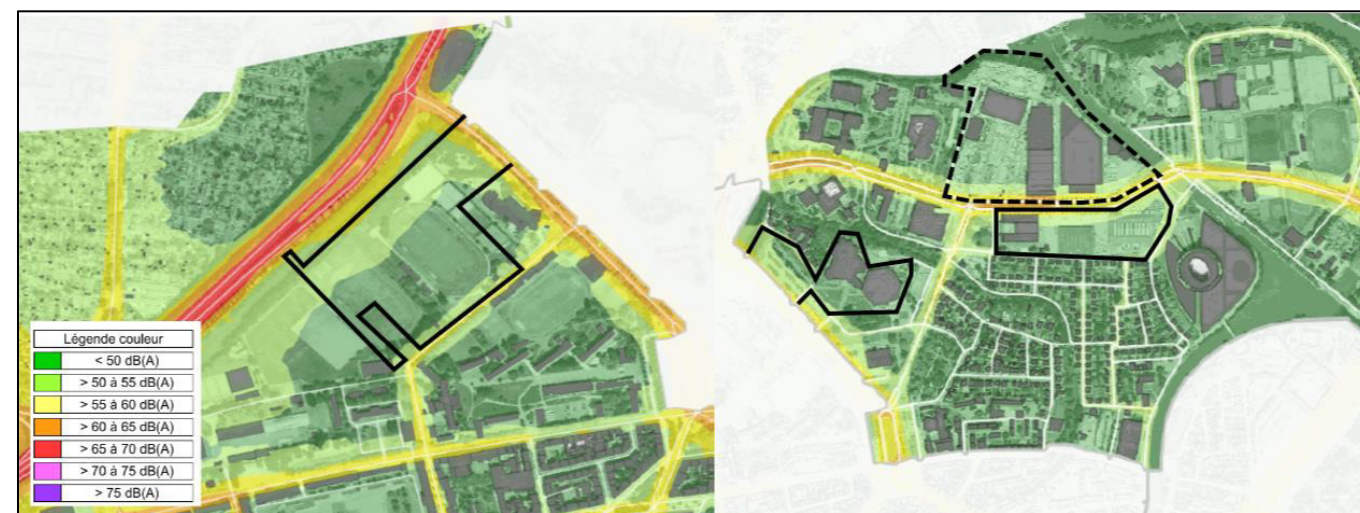 Légende couleur
< 50 dB(A)
> 50 à 55 dB(A)
> 55 à 60 dB(A)
> 60 à 65 dB(A)
> 65 à 70 dB(A)
> 70 à 75 dB(A)
> 75 dB(A)